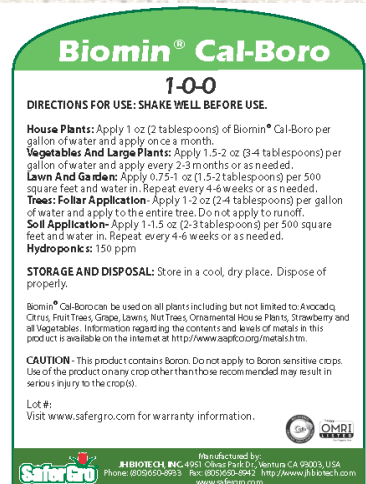 Biomin® Cal-Boro
1-0-0
DIRECTIONS FOR USE: SHAKE WELL BEFORE USE.
House Plants: Apply 1 oz (2 tablespoons) of Biomin® Cal-Boro per
gallon of water and apply once a month.
Vegetables And Large Plants: Apply 1.5-2 oz (3-4 tablespoons) per
gallon of water and apply every 2-3 months or as needed.
Lawn And Garden: Apply 0.75-1 oz (1.5-2 tablespoons) per 500
square feet and water in. Repeat every 4-6 weeks or as needed.
Trees: Foliar Application- Apply 1-2 oz (2-4 tablespoons) per gallon
of water and apply to the entire tree. Do not apply to runoff.
Soil Application- Apply 1-1.5 oz (2-3 tablespoons) per 500 square
feet and water in. Repeat every 4-6 weeks or as needed.
Hydroponics: 150 ppm
STORAGE AND DISPOSAL: Store in a cool, dry place. Dispose of
properly.
Biomin® Cal-Boro can be used on all plants including but not limited to: Avocado,
Citrus, Fruit Trees, Grape, Lawns, Nut Trees, Ornamental House Plants, Strawberry and
all Vegetables. Information regarding the contents and levels of metals in this
product is available on the internet at http://www.aapfco.org/metals.htm.
CAUTION - This product contains Boron. Do not apply to Boron sensitive crops.
Use of the product on any crop other than those recommended may result in
serious injury to the crop(s).
Lot #:
Visit www.safergro.com for warranty information.
OMRI
LISTED
SaferGro
Manufactured by:
JH BIOTECH, INC. 4951 Olivas Park Dr., Ventura CA 93003, USA
Phone: (805)650-8933 Fax: (805)650-8942 http://www.jhbiotech.com
www.safergro.com